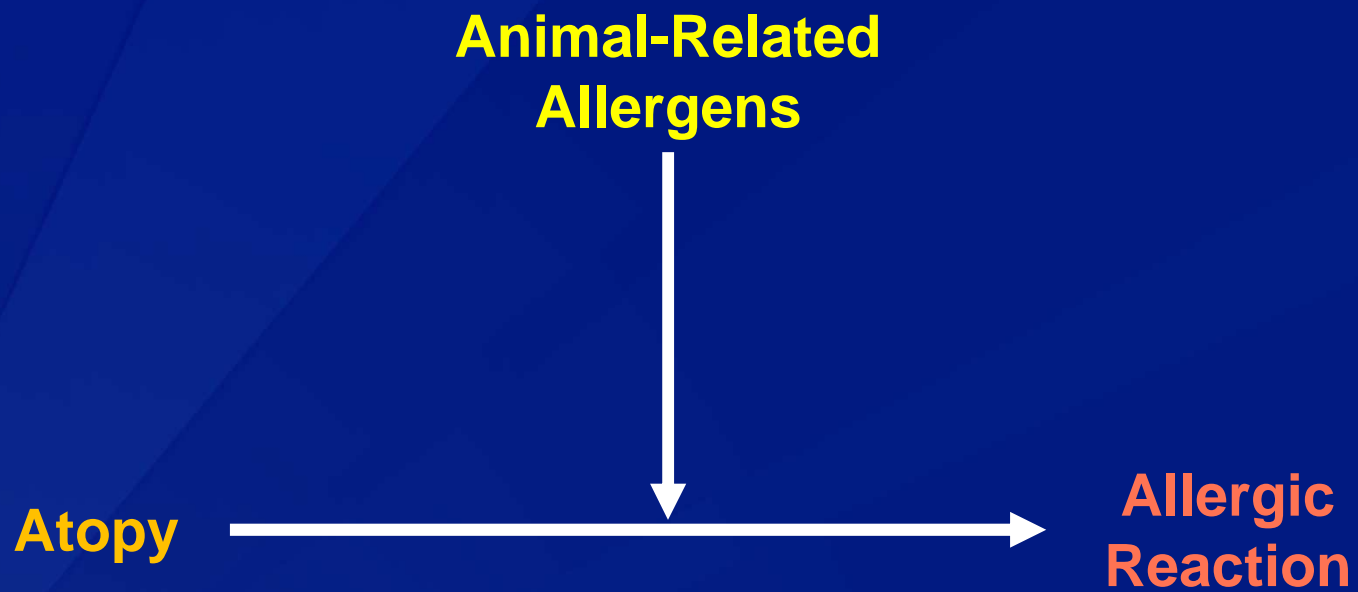 Animal-Related
Allergens
Atopy
Allergic
Reaction